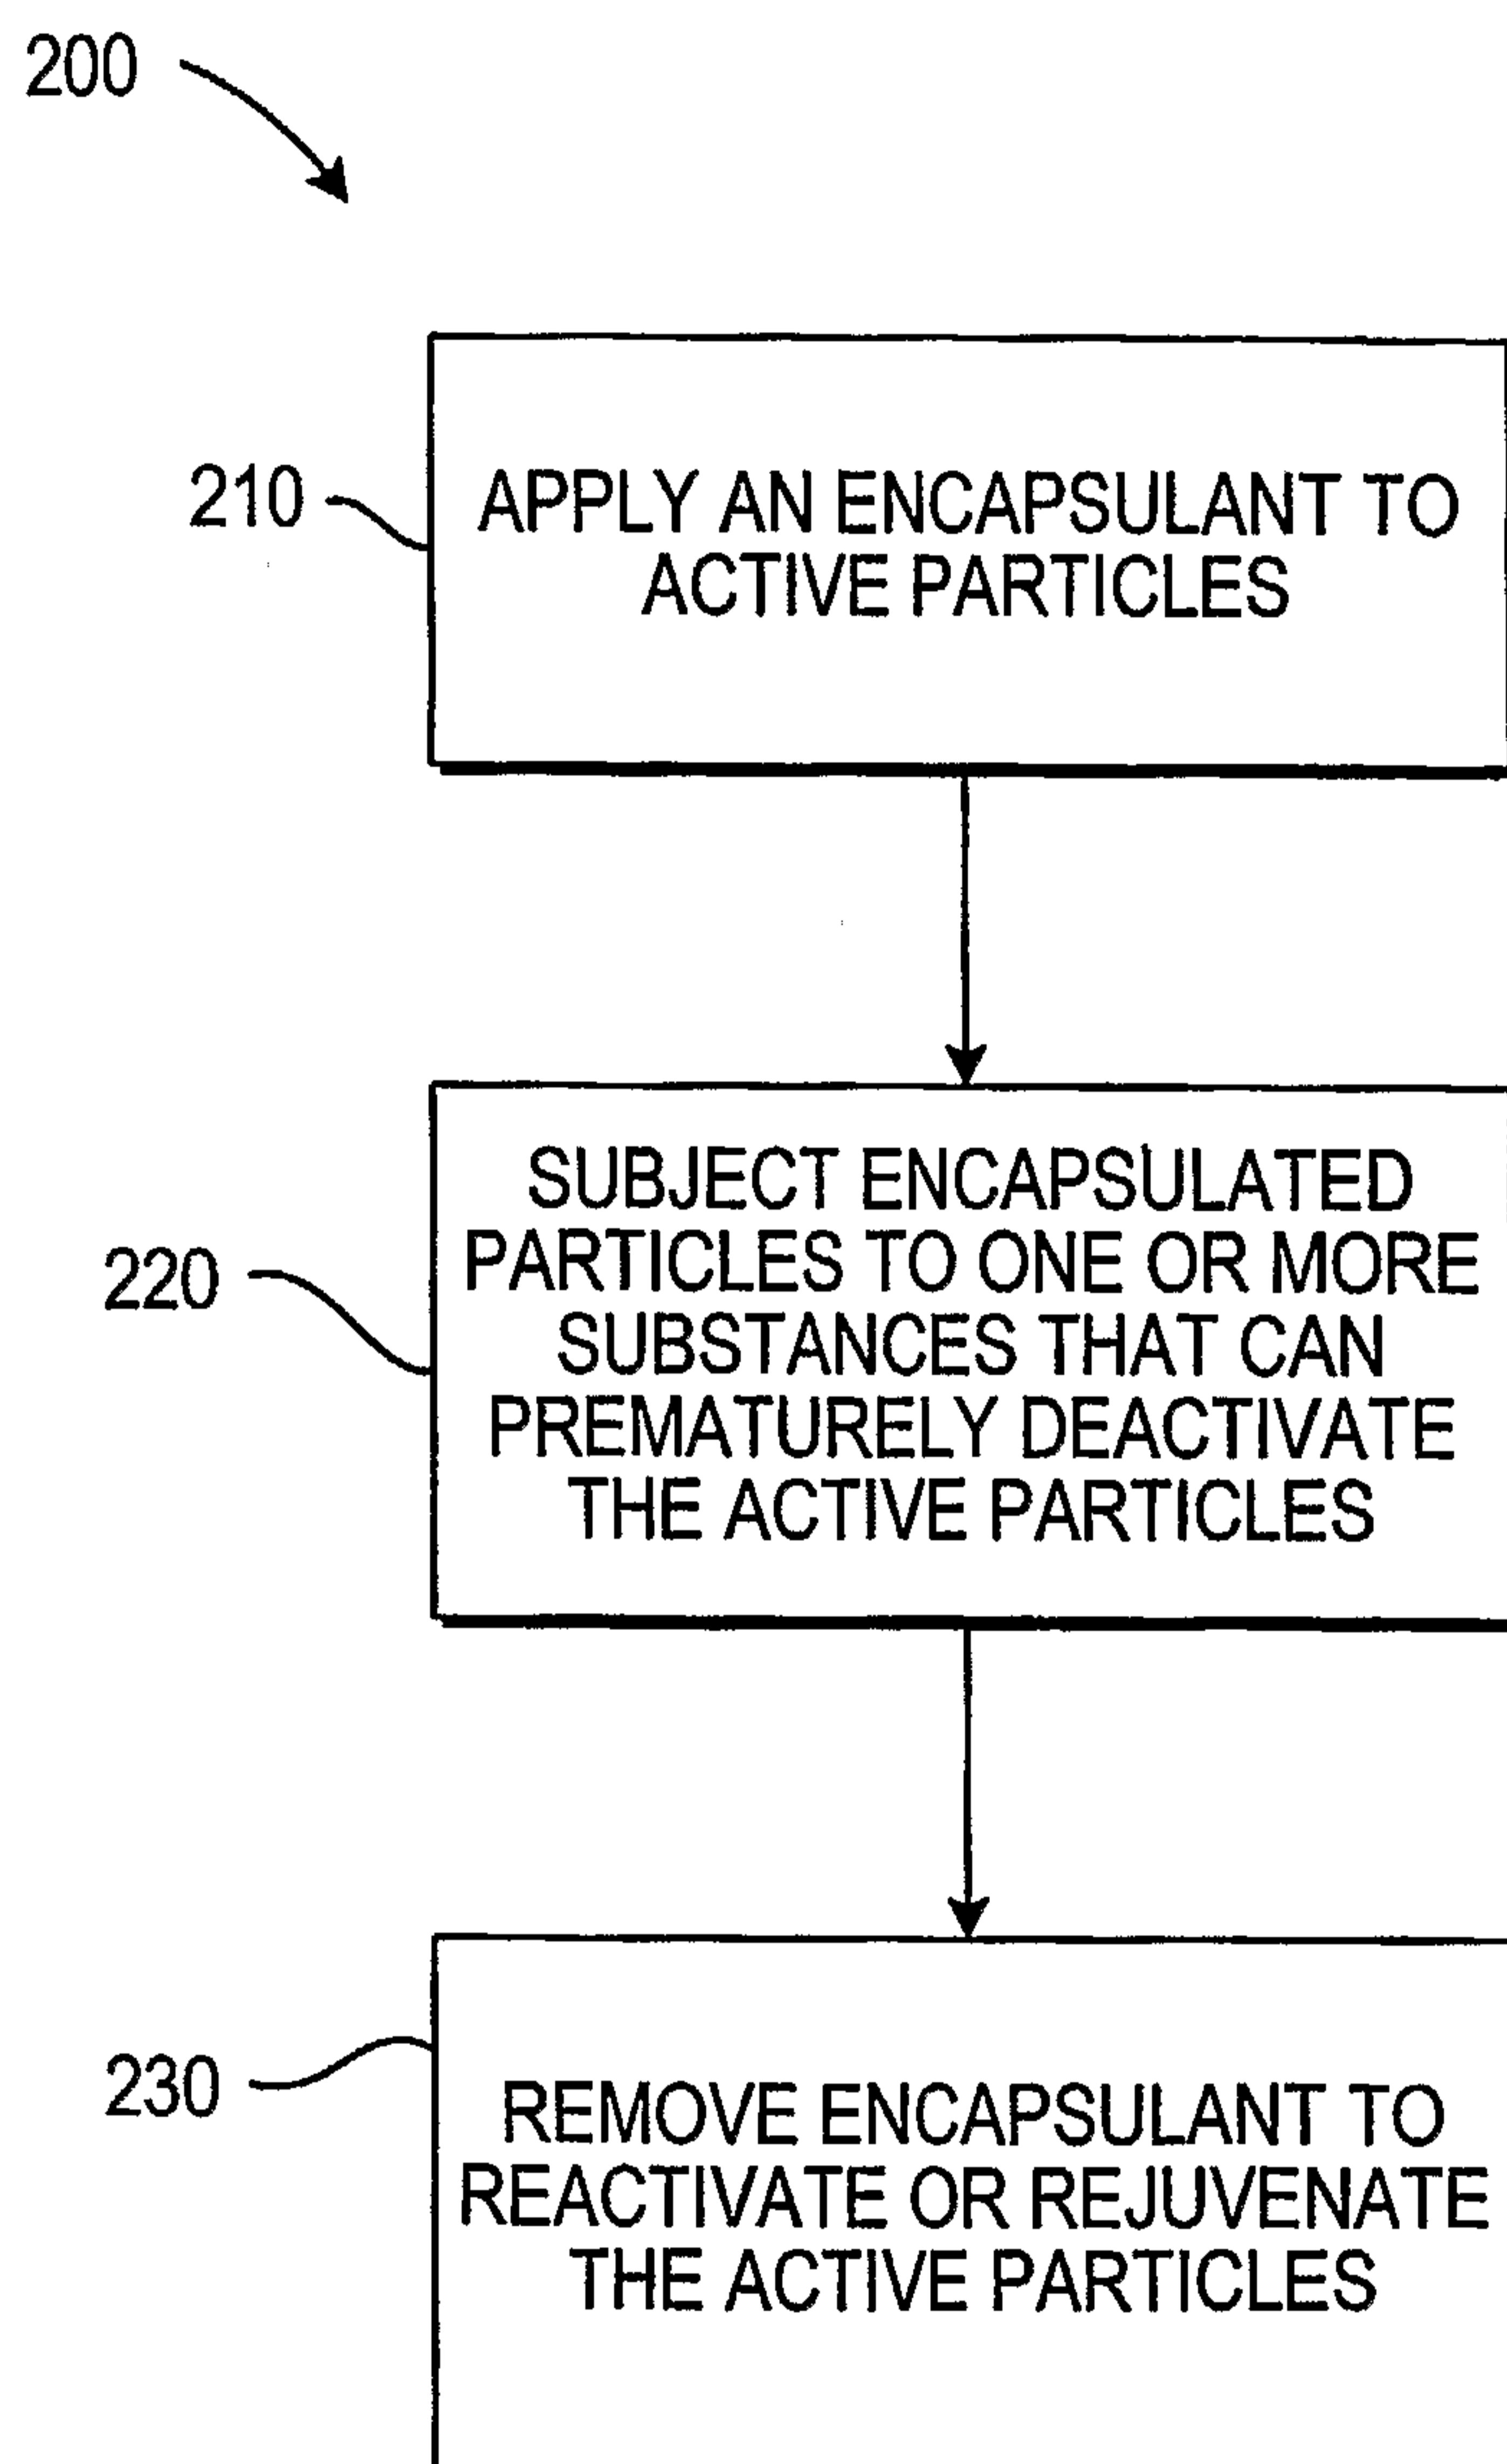 200
210
APPLY AN ENCAPSULANT TO
ACTIVE PARTICLES
220
SUBJECT ENCAPSULATED
PARTICLES TO ONE OR MORE
SUBSTANCES THAT CAN
PREMATURELY DEACTIVATE
THE ACTIVE PARTICLES
230
REMOVE ENCAPSULANT TO
REACTIVATE OR REJUVENATE
THE ACTIVE PARTICLES